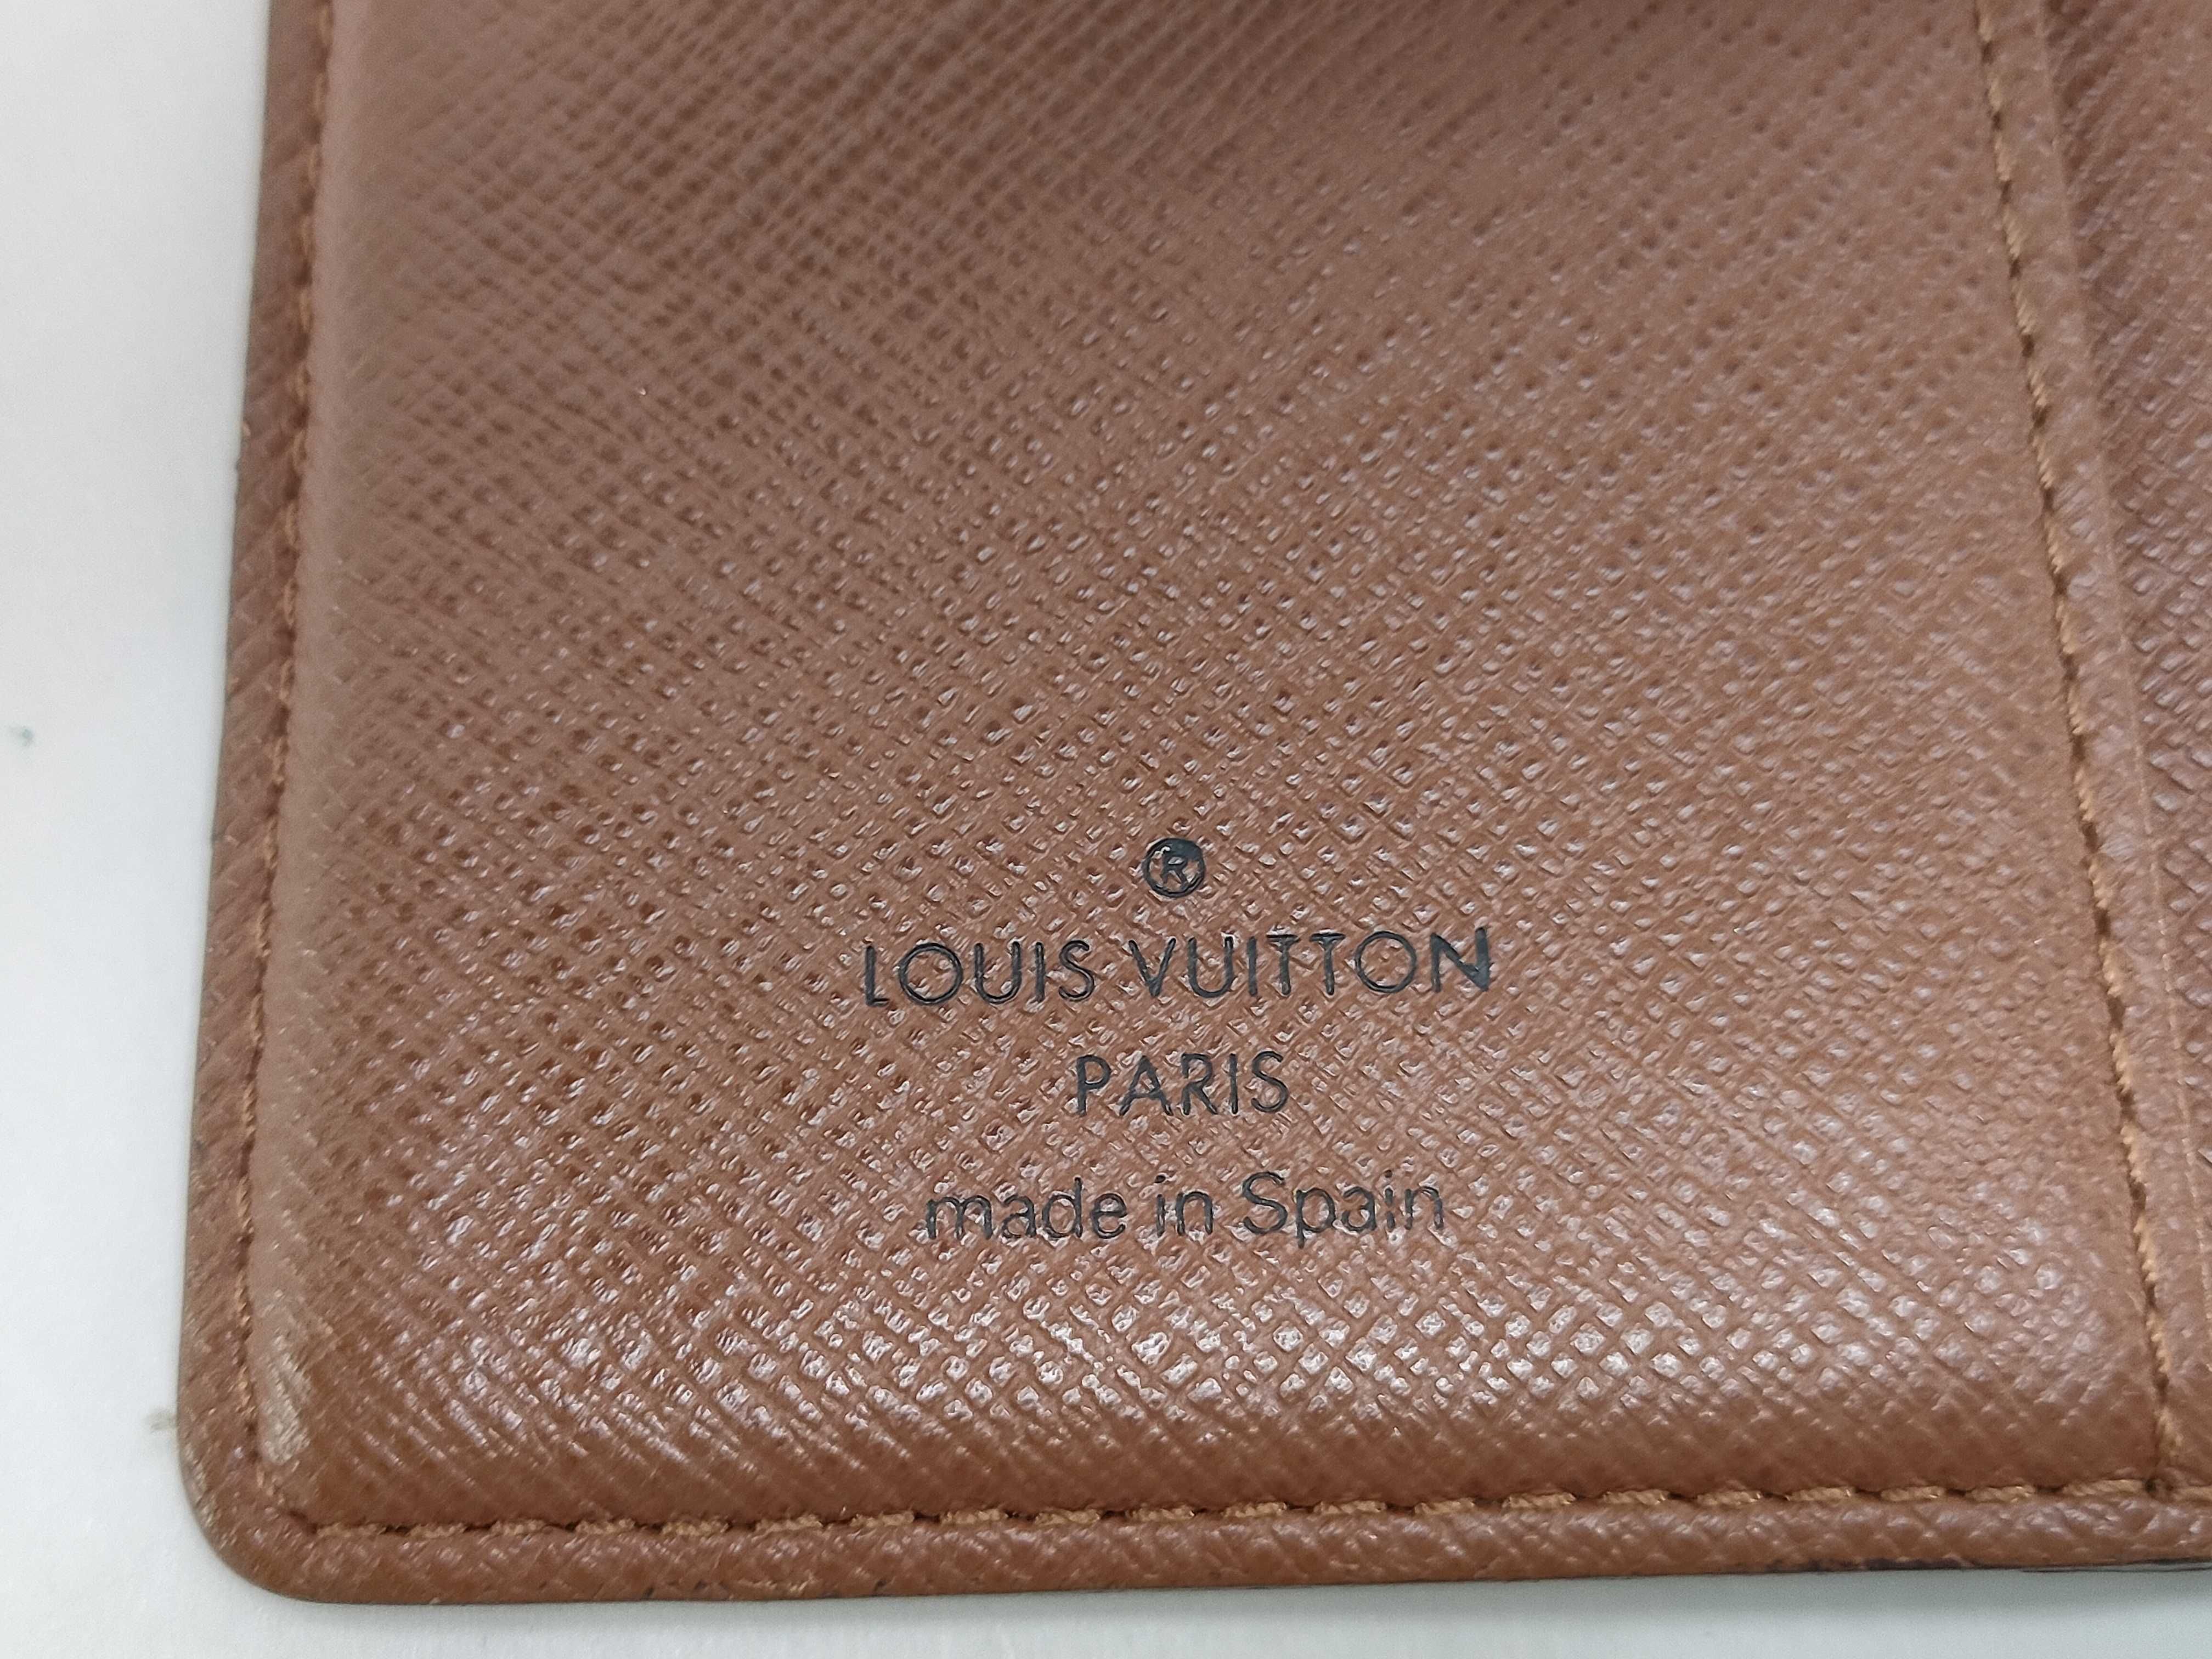 ®
LOUIS VUITTON
PARIS
made in Spain